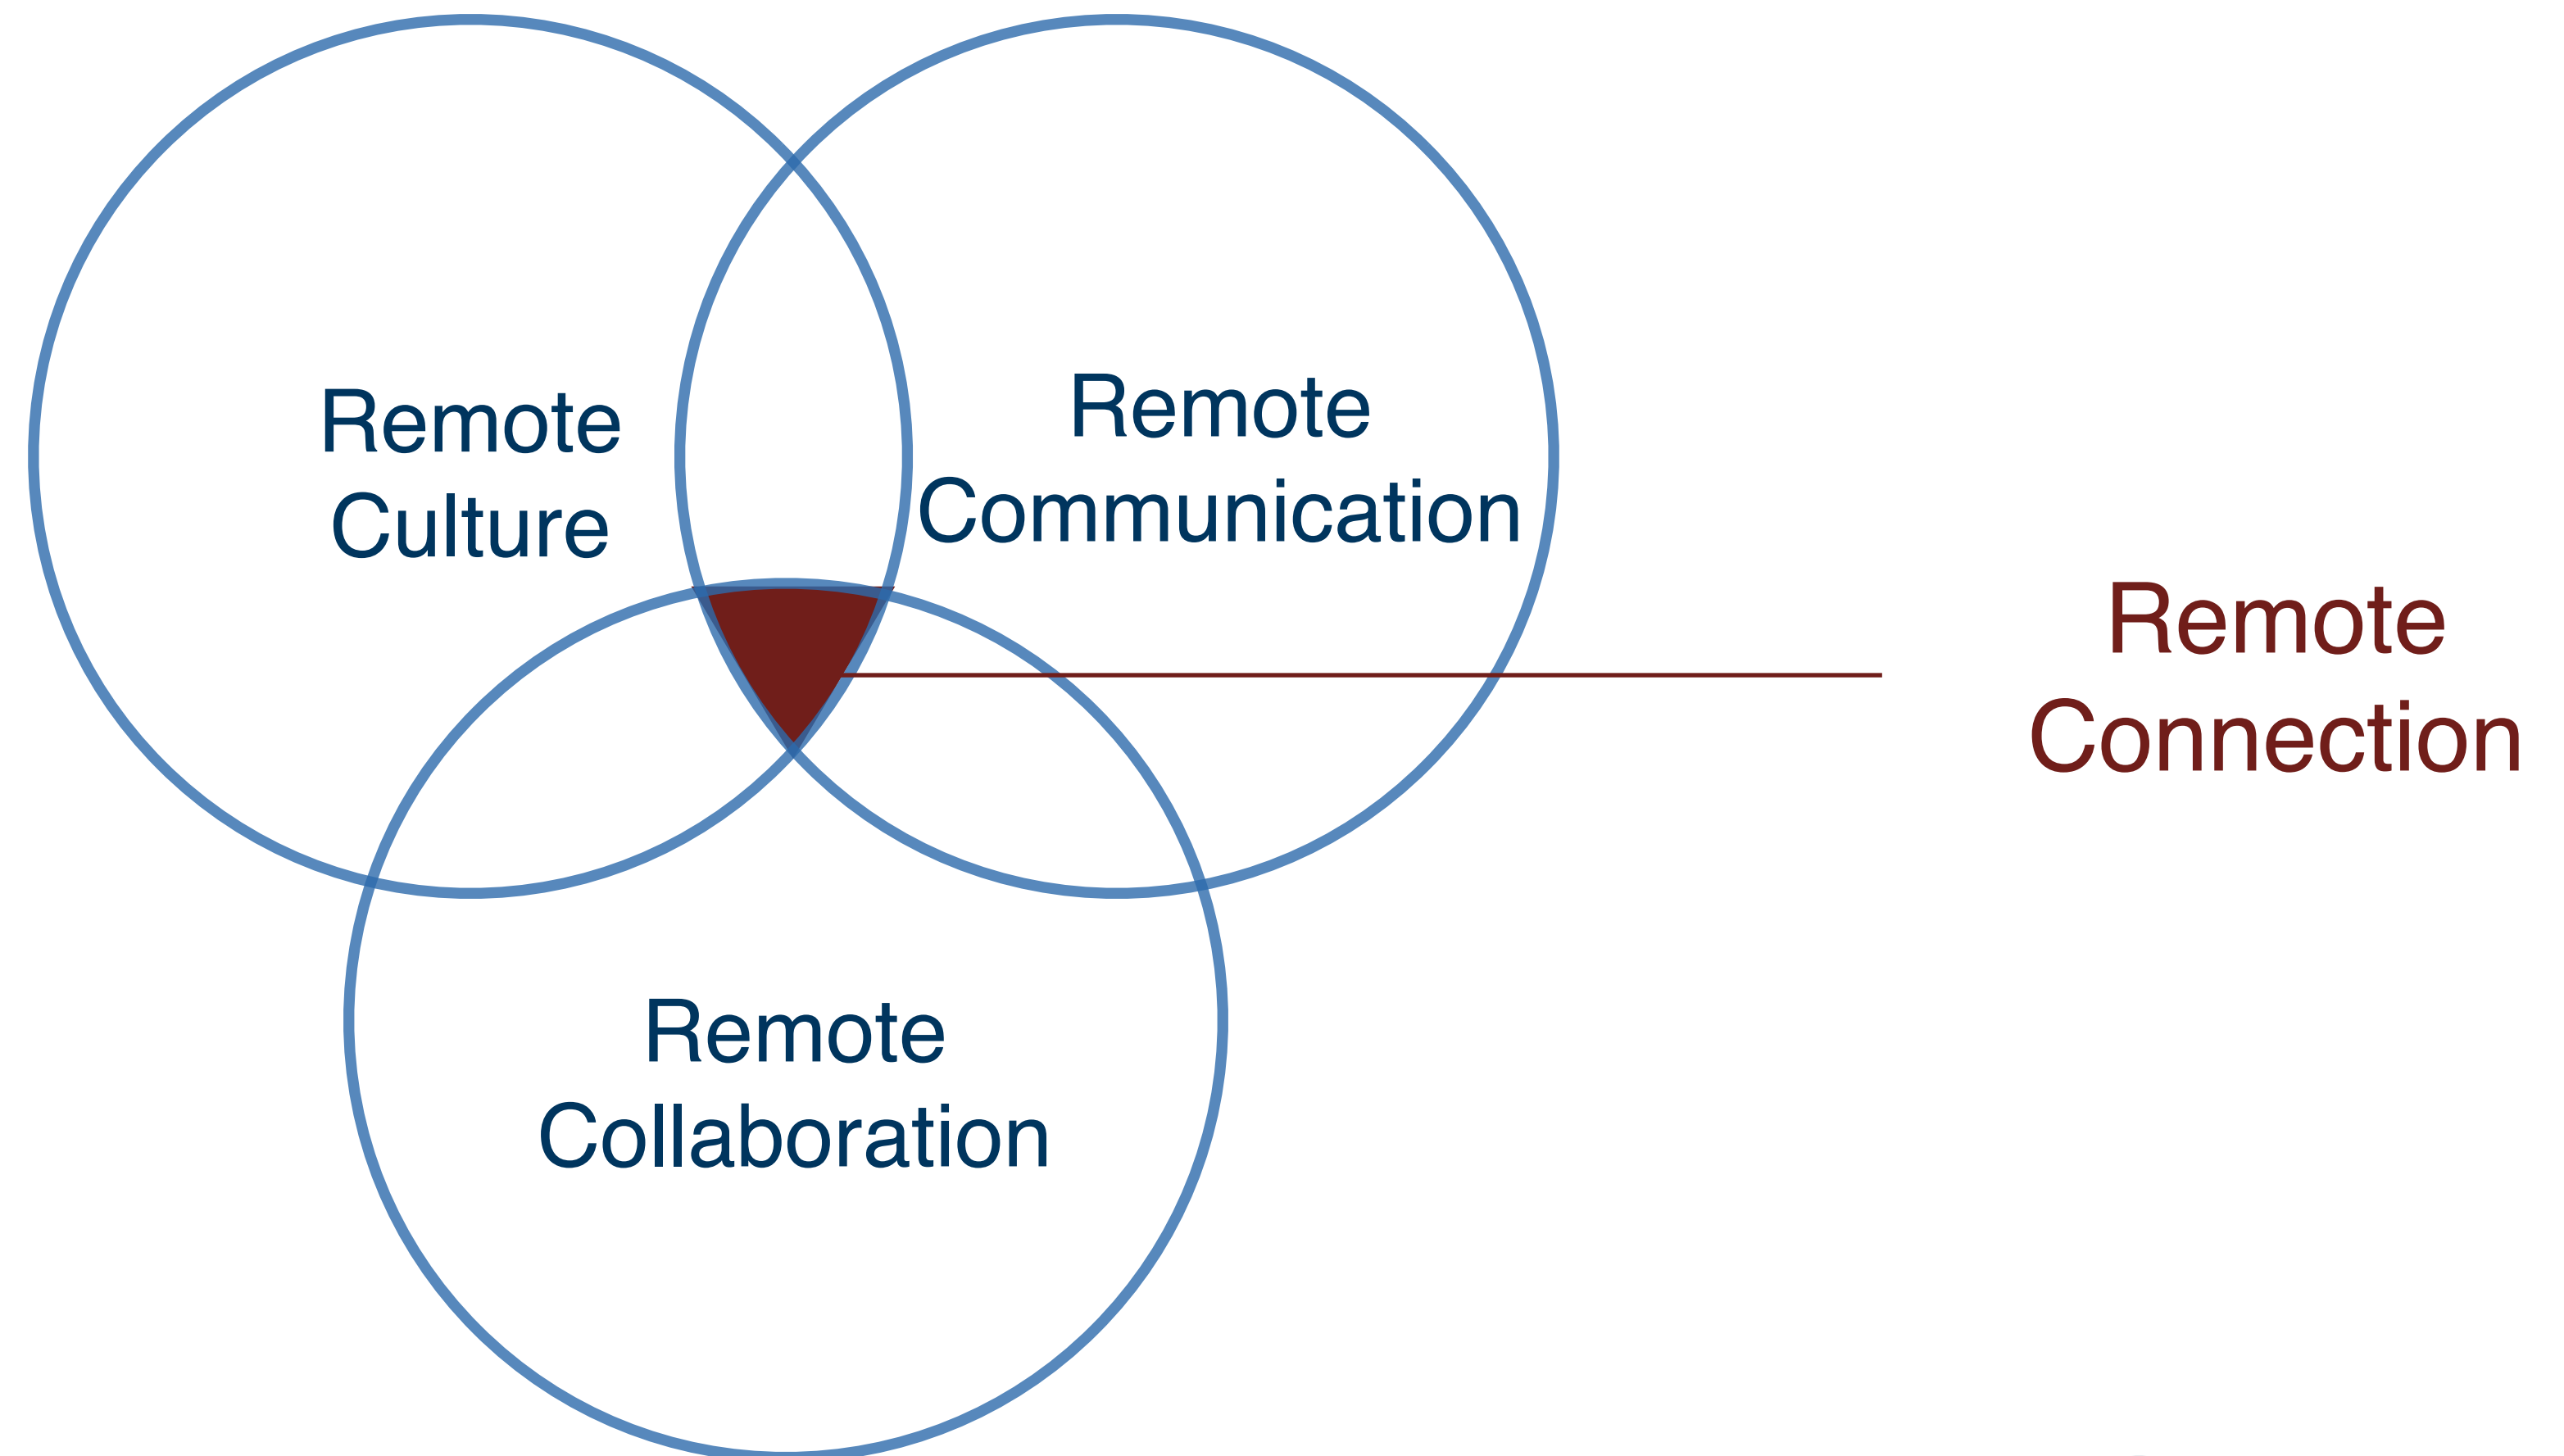 Remote
Culture
Remote
Communication
Remote
Connection
Remote
Collaboration